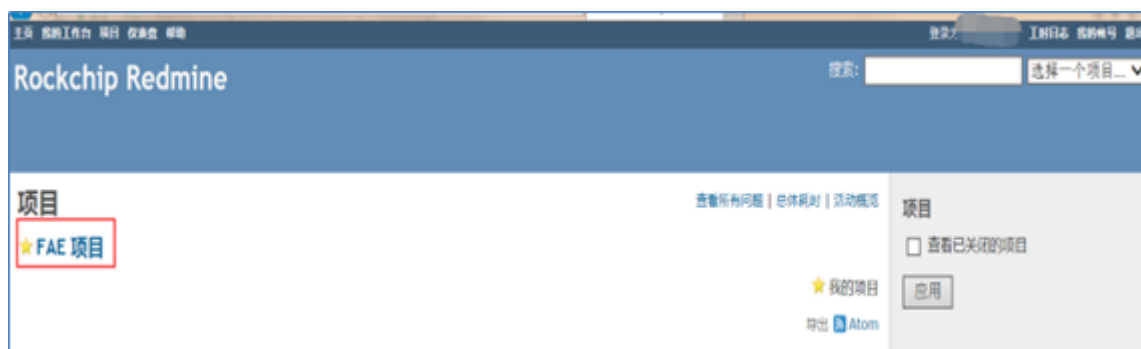 主页 我的工作台 项目 仪表盘 帮助
登录为 工时日志 我的帐号 退出
Rockchip Redmine
搜索: 选择一个项目...
项目
查看所有问题 | 总体耗时 | 活动概览
FAE 项目
我的项目
导出 Atom
项目
查看已关闭的项目
应用